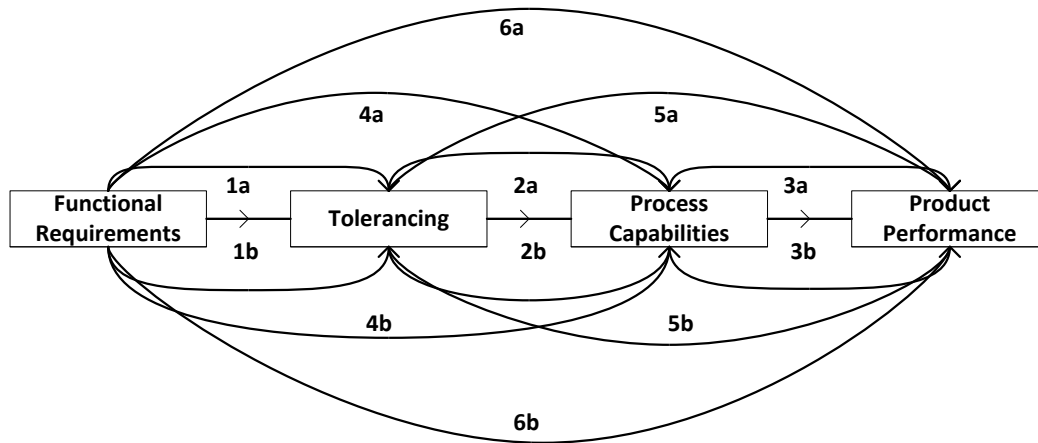 6a
4a
5a
1a
2a
3a
Functional
Requirements
Tolerancing
Process
Capabilities
Product
Performance
1b
2b
3b
4b
5b
6b